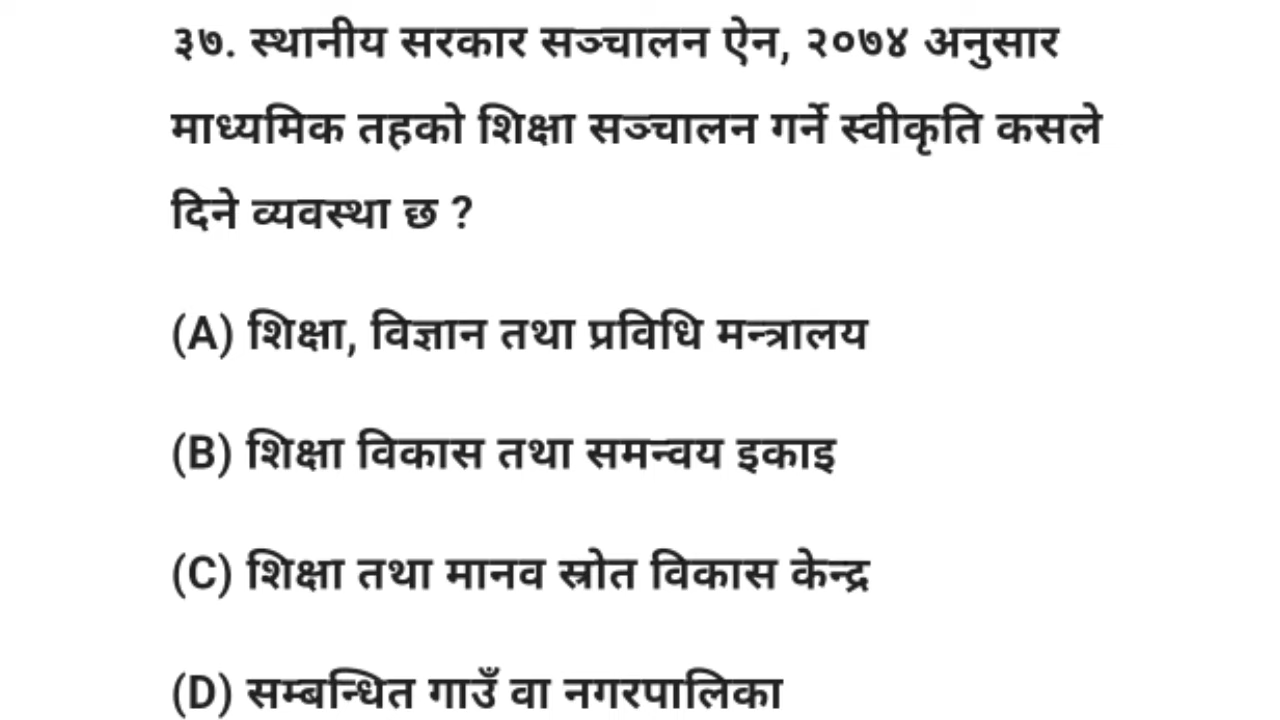 ३७. स्थानीय सरकार सञ्चालन ऐन, २०७४ अनुसार
माध्यमिक तहको शिक्षा सञ्चालन गर्ने स्वीकृति कसले
दिने व्यवस्था छ ?
(A) शिक्षा, विज्ञान तथा प्रविधि मन्त्रालय
(B) शिक्षा विकास तथा समन्वय इकाइ
(C) शिक्षा तथा मानव स्रोत विकास केन्द्र
(D) सम्बन्धित गाउँ वा नगरपालिका